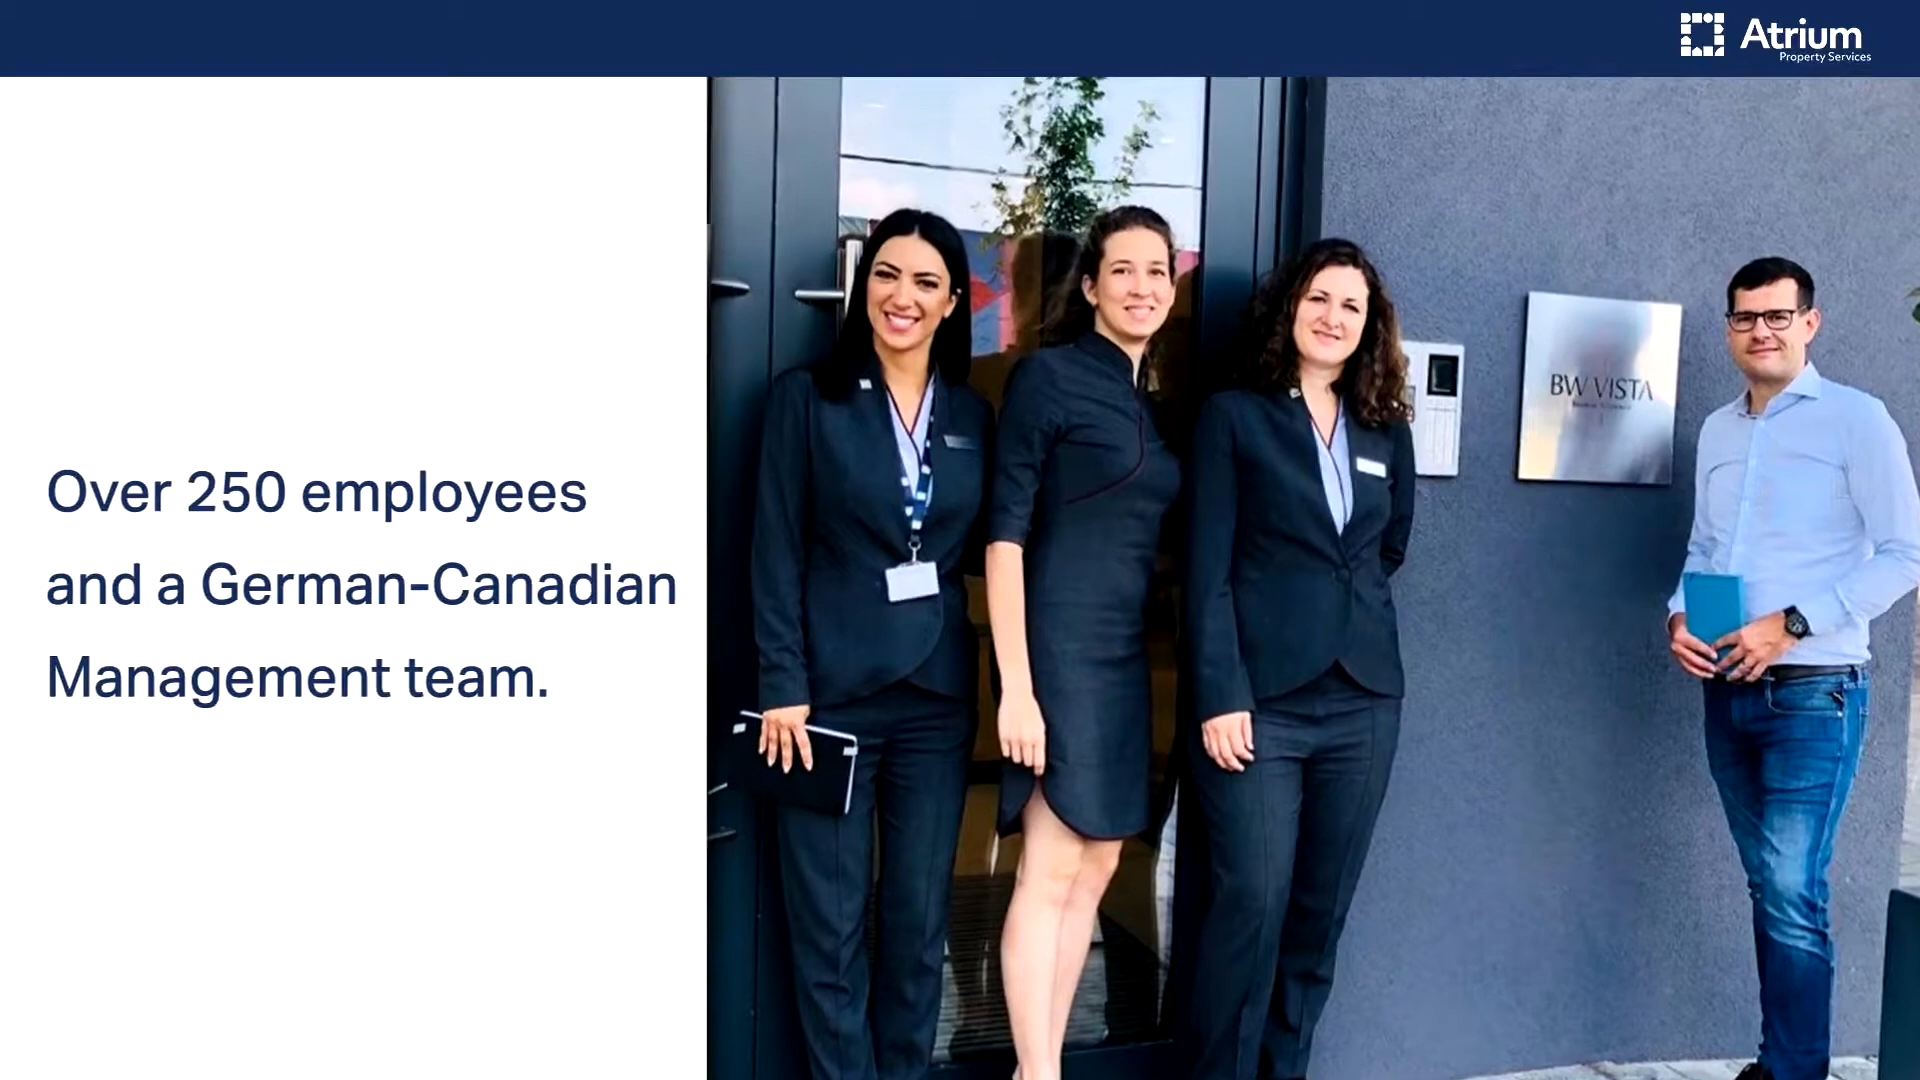 Atrium
Property Services
Over 250 employees
and a German-Canadian
Management team.
BW VISTA